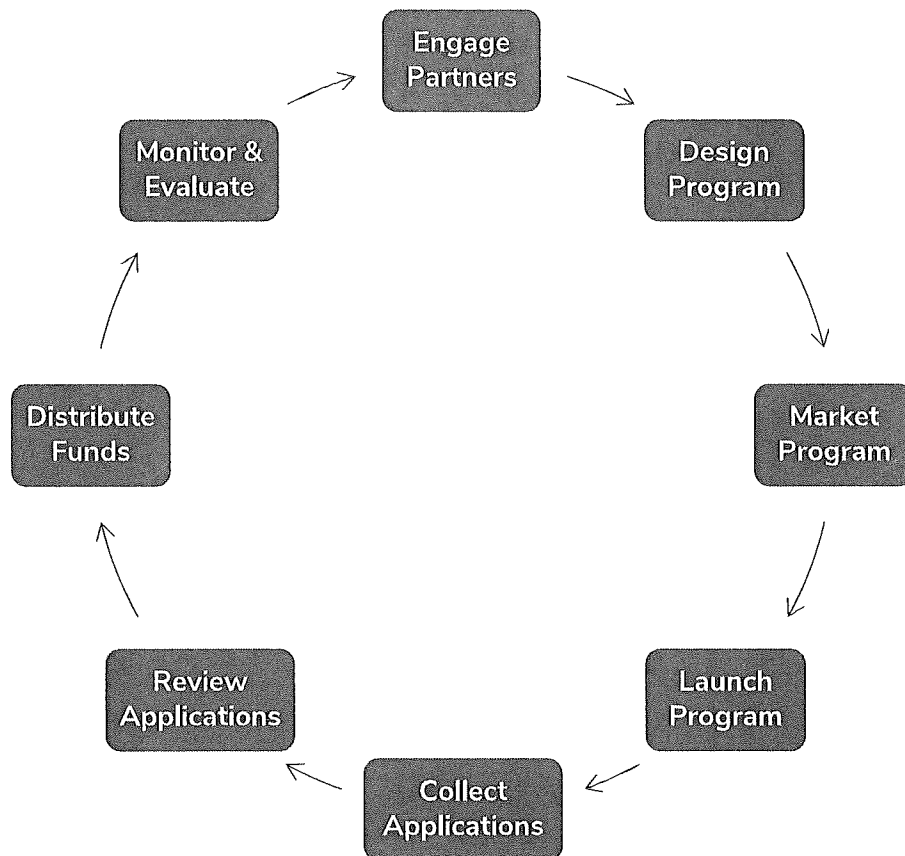 Engage
Partners
Design
Program
Market
Program
Launch
Program
Collect
Applications
Review
Applications
Distribute
Funds
Monitor &
Evaluate